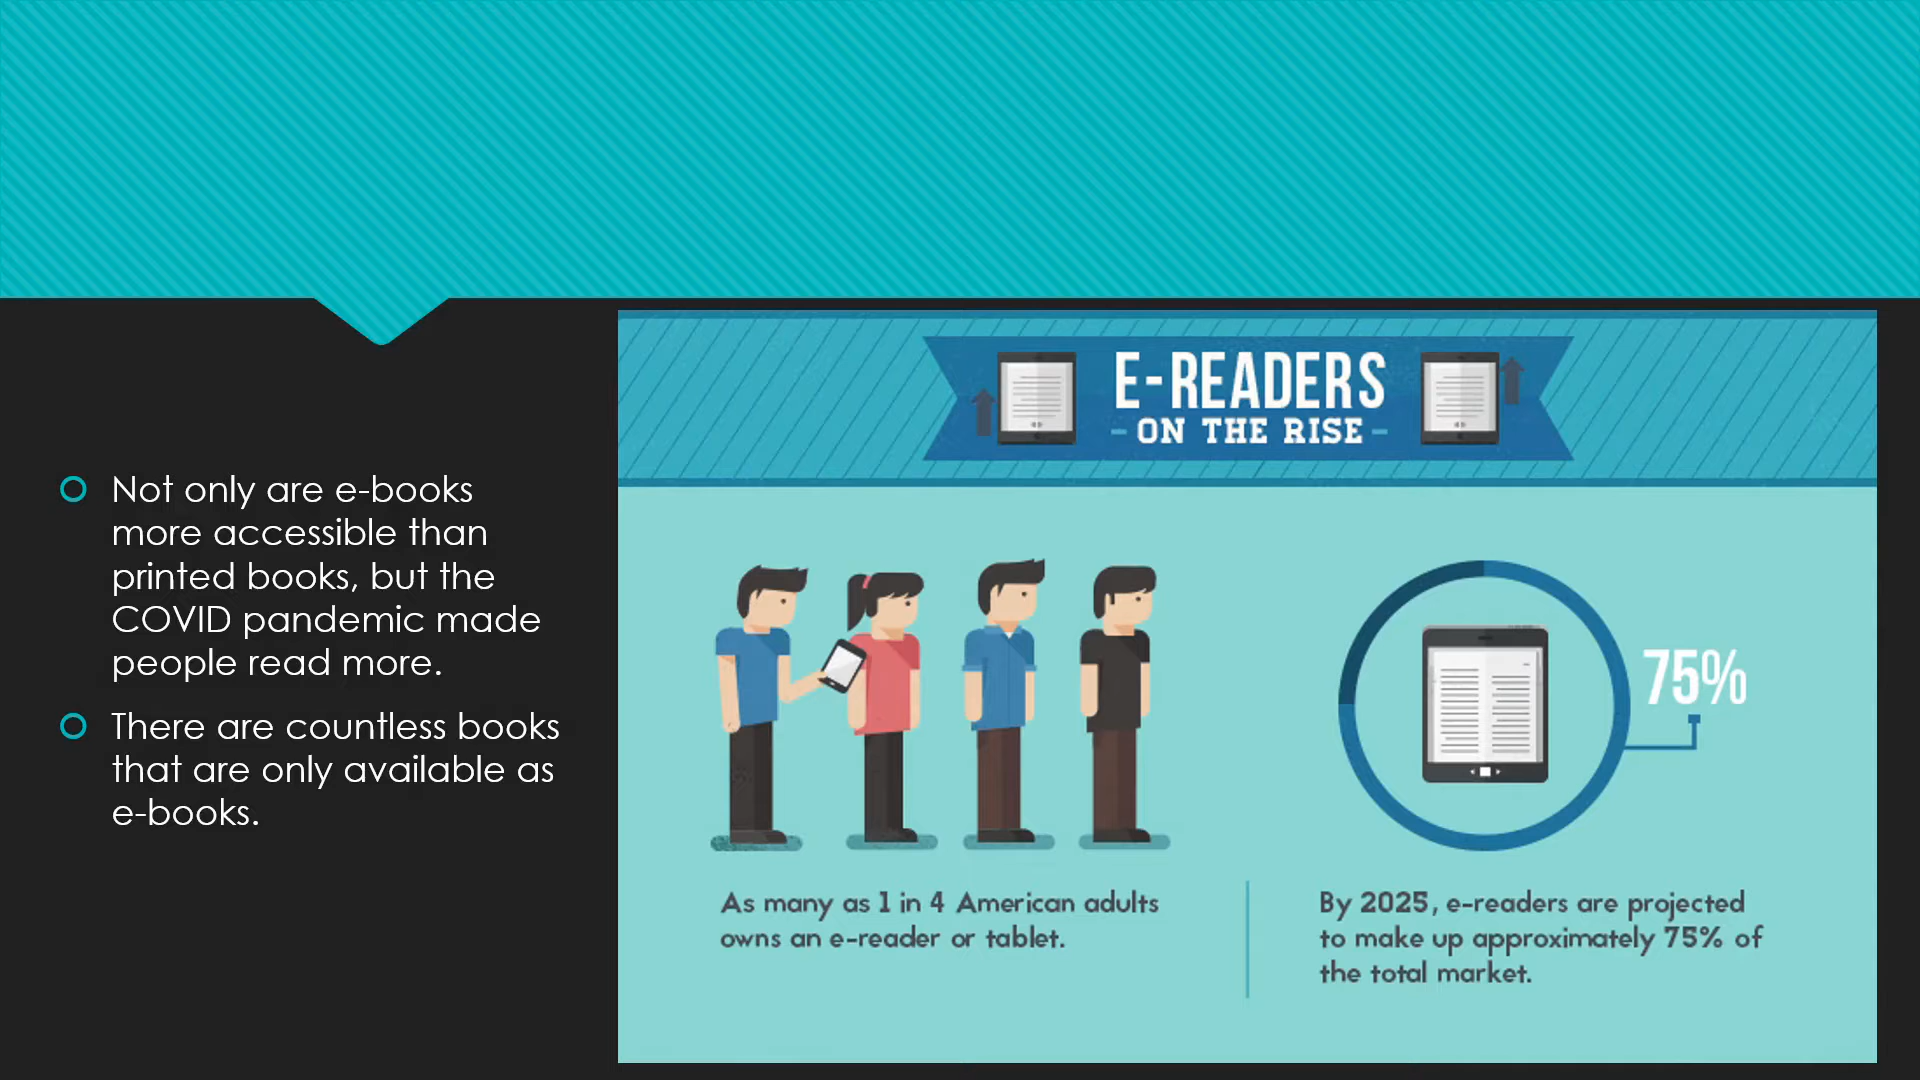 Not only are e-books
more accessible than
printed books, but the
COVID pandemic made
people read more.
There are countless books
that are only available as
e-books.
E-READERS
- ON THE RISE -
75%
As many as 1 in 4 American adults
owns an e-reader or tablet.
By 2025, e-readers are projected
to make up approximately 75% of
the total market.